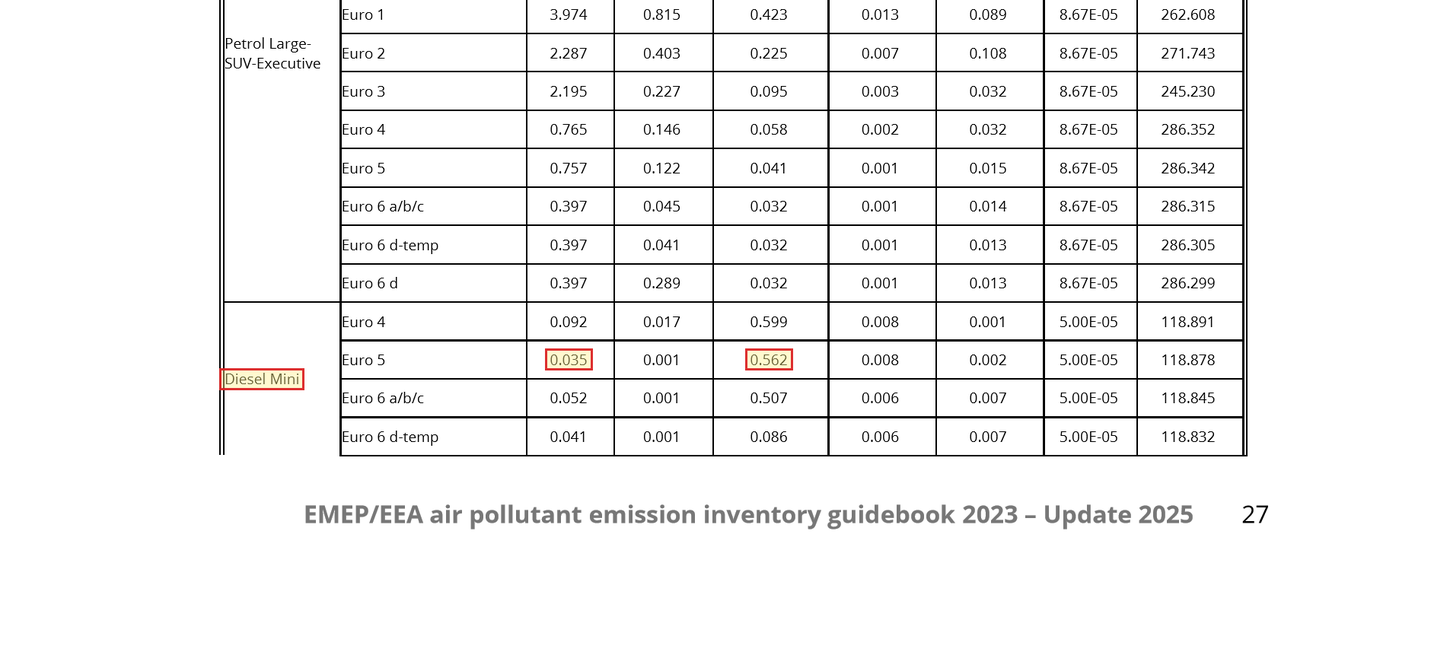 Euro 1 3.974 0.815 0.423 0.013 0.089 8.67E-05 262.608
Petrol Large-
SUV-Executive
Euro 2 2.287 0.403 0.225 0.007 0.108 8.67E-05 271.743
Euro 3 2.195 0.227 0.095 0.003 0.032 8.67E-05 245.230
Euro 4 0.765 0.146 0.058 0.002 0.032 8.67E-05 286.352
Euro 5 0.757 0.122 0.041 0.001 0.015 8.67E-05 286.342
Euro 6 a/b/c 0.397 0.045 0.032 0.001 0.014 8.67E-05 286.315
Euro 6 d-temp 0.397 0.041 0.032 0.001 0.013 8.67E-05 286.305
Euro 6 d 0.397 0.289 0.032 0.001 0.013 8.67E-05 286.299
Euro 4 0.092 0.017 0.599 0.008 0.001 5.00E-05 118.891
Euro 5 0.035 0.001 0.562 0.008 0.002 5.00E-05 118.878
Diesel Mini
Euro 6 a/b/c 0.052 0.001 0.507 0.006 0.007 5.00E-05 118.845
Euro 6 d-temp 0.041 0.001 0.086 0.006 0.007 5.00E-05 118.832
EMEP/EEA air pollutant emission inventory guidebook 2023 – Update 2025 27